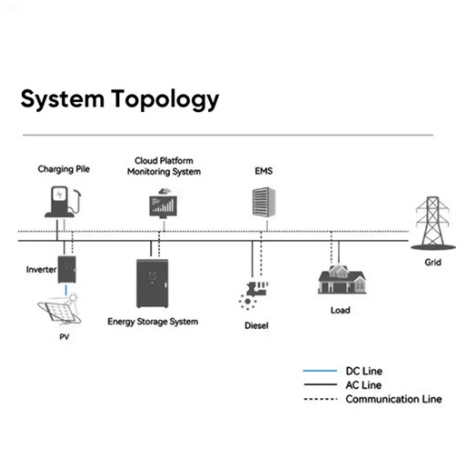 System Topology
Charging Pile
Cloud Platform
Monitoring System
EMS
Inverter
Grid
PV
Energy Storage System
Diesel
Load
DC Line
AC Line
Communication Line